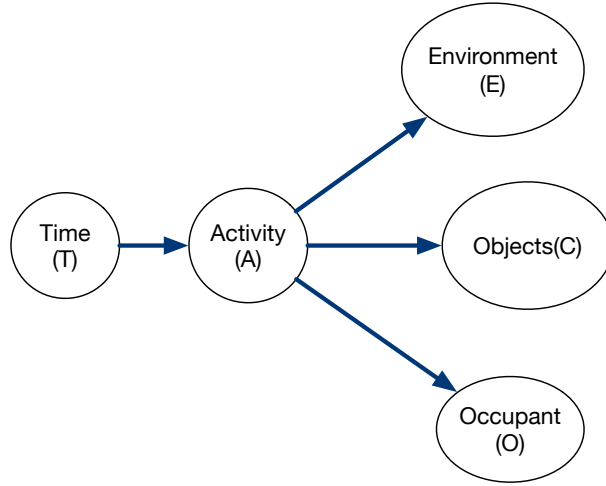 Environment
(E)
Time
(T)
Activity
(A)
Objects(C)
Occupant
(O)